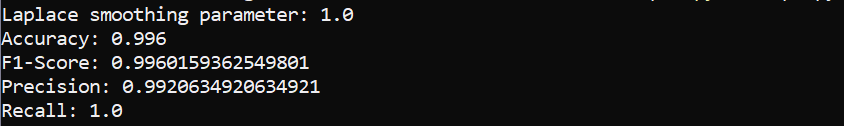 Laplace smoothing parameter: 1.0
Accuracy: 0.996
F1-Score: 0.9960159362549801
Precision: 0.9920634920634921
Recall: 1.0